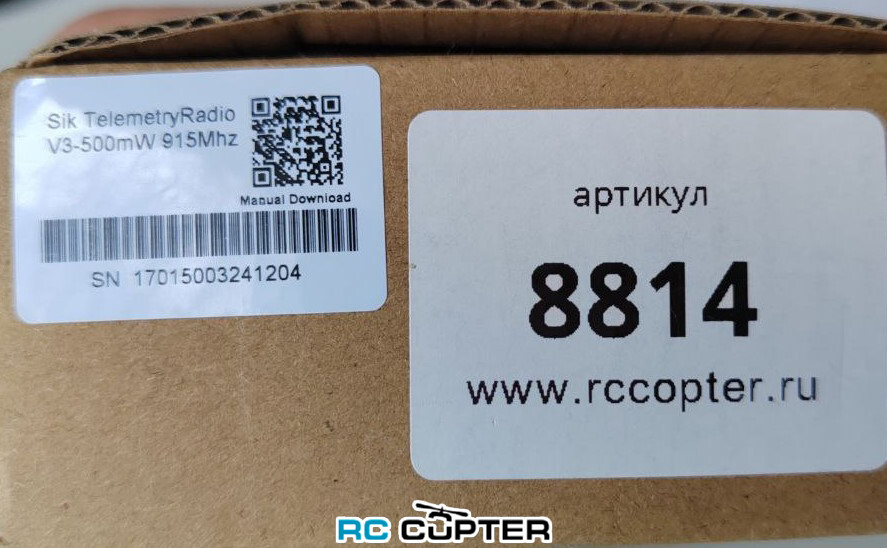 Sik TelemetryRadio
V3-500mW 915Mhz
Manual Download
SN 17015003241204
артикул
8814
www.rccopter.ru
RC COPTER